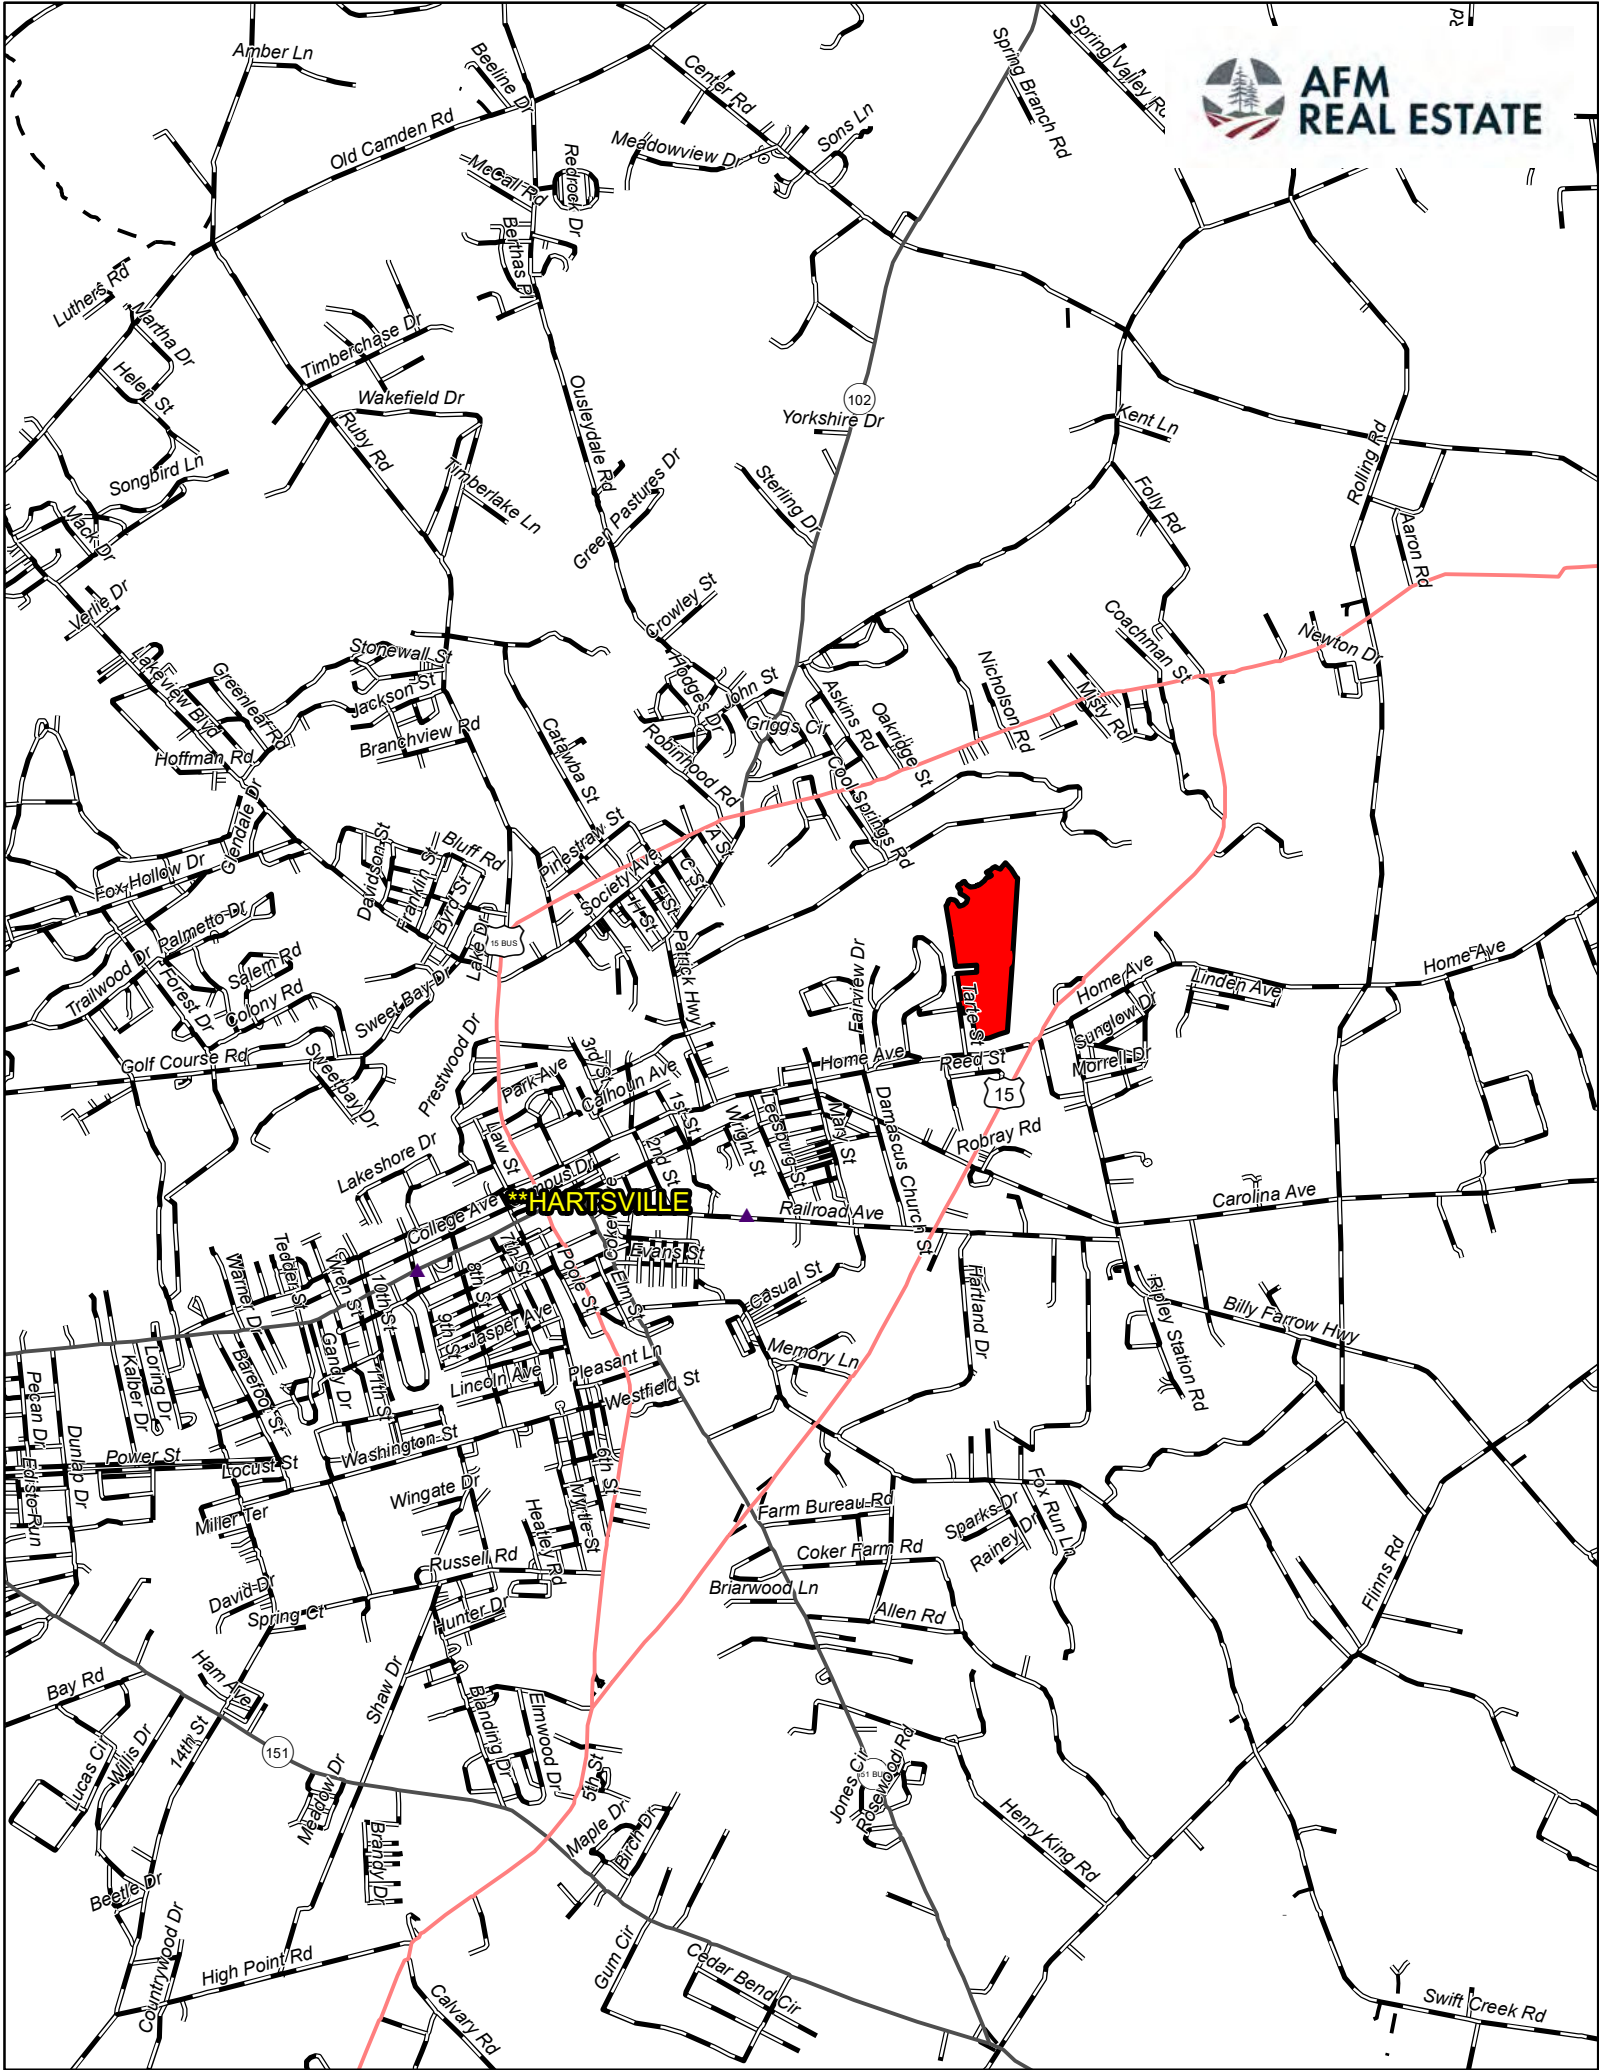 Rd
Amber Ln
Beeline Dr
Center Rd
Spring Branch Rd
Spring Valley Rd
AFM
REAL ESTATE
Old Camden Rd
Meadowview Dr
Sons Ln
McCall Rd
Redrock Dr
Berthas Pl
Luthers Rd
Martha Dr
Timberchase Dr
Helen St
Wakefield Dr
Ousleydale Rd
102
Yorkshire Dr
Kent Ln
Ruby Rd
Rolling Rd
Songbird Ln
Timberlake Ln
Green Pastures Dr
Sterling Dr
Folly Rd
Mack Dr
Aaron Rd
Verlie Dr
Crowley St
Coachman St
Newton Dr
Stonewall St
Lakeview Blvd
Greenleaf Rd
Jackson St
Hodges Dr
John St
Nicholson Rd
Misty Rd
Askins Rd
Oakridge St
Griggs Cir
Branchview Rd
Catawba St
Robinhood Rd
Hoffman Rd
Cool Springs Rd
Glendale Dr
Davidson St
Franklin St
Bluff Rd
Byrd St
Pinestraw St
A St
Society Ave
C St
E St
H St
Fox Hollow Dr
Palmetto Dr
Lake Dr
15 BUS
Patrick Hwy
Trailwood Dr
Forest Dr
Salem Rd
Colony Rd
Sweet Bay Dr
Fairview Dr
Tarte St
Home Ave
Linden Ave
Home Ave
Sunglow Dr
Morrell Dr
Golf Course Rd
Sweetbay Dr
Prestwood Dr
Park Ave
3rd St
Calhoun Ave
Home Ave
Reed St
15
1st St
Wright St
Leesburg St
Mary St
Damascus Church St
Robray Rd
Lakeshore Dr
Law St
2nd St
Campus Dr
**HARTSVILLE
College Ave
Coker Ave
Railroad Ave
Carolina Ave
Evans St
Warner Dr
Tedder St
Wren St
10th St
8th St
7th St
Poole St
Elm St
Casual St
Hartland Dr
Ripley Station Rd
Billy Farrow Hwy
9th St
Jasper Ave
Loring Dr
Kalber Dr
Barefoot St
Gandy Dr
11th St
Lincoln Ave
Pleasant Ln
Memory Ln
Westfield St
Pecan Dr
Dunlap Dr
Edisto Run
Power St
Locust St
Washington St
6th St
Wingate Dr
Miller Ter
Heatley Rd
Myrtle St
Farm Bureau Rd
Sparks Dr
Rainey Dr
Fox Run Ln
Coker Farm Rd
Russell Rd
Flinns Rd
David Dr
Spring Ct
Hunter Dr
Briarwood Ln
Allen Rd
Bay Rd
Ham Ave
Shaw Dr
Blanding Dr
Elmwood Dr
14th St
Willis Dr
Lucas Cir
151
5th St
Jones Cir
51 BU
Rosewood Rd
Meadow Dr
Maple Dr
Birch Dr
Henry King Rd
Brandy Dr
Beetle Dr
Countrywood Dr
High Point Rd
Gum Cir
Cedar Bend Cir
Calvary Rd
Swift Creek Rd